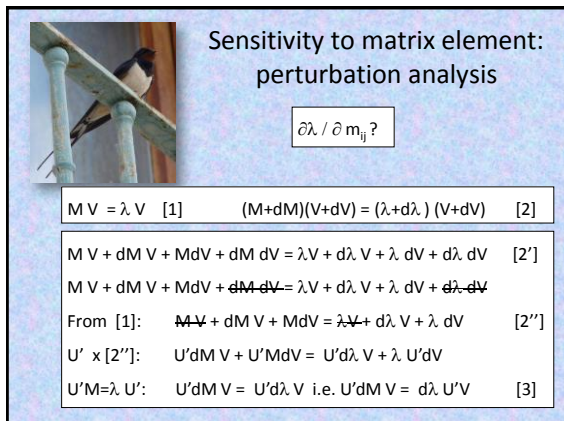 Sensitivity to matrix element:
perturbation analysis
∂λ / ∂ mᵢⱼ ?
M V = λ V [1] (M+dM)(V+dV) = (λ+dλ ) (V+dV) [2]
M V + dM V + MdV + dM dV = λV + dλ V + λ dV + dλ dV [2']
M V + dM V + MdV + dM dV = λV + dλ V + λ dV + dλ dV
From [1]: M V + dM V + MdV = λV + dλ V + λ dV [2'']
U' x [2'']: U'dM V + U'MdV = U'dλ V + λ U'dV
U'M=λ U': U'dM V = U'dλ V i.e. U'dM V = dλ U'V [3]